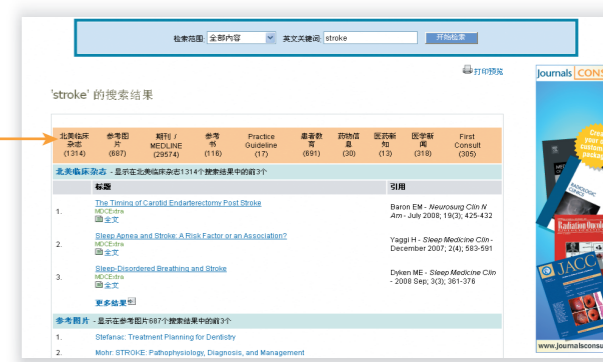 检索范围: 全部内容 英文关键词: stroke 开始检索
打印预览
'stroke' 的搜索结果
北美临床杂志 (1314) 参考图片 (687) 期刊 / MEDLINE (29574) 参考书 (116) Practice Guideline (17) 患者教育 (691) 药物信息 (30) 医药新知 (13) 医学新闻 (318) First Consult (305)
北美临床杂志 - 显示在北美临床杂志1314个搜索结果中的前3个
标题 引用
1. The Timing of Carotid Endarterectomy Post Stroke
MDCExtra
全文
Baron EM - Neurosurg Clin N
Am - July 2008; 19(3); 425-432
2. Sleep Apnea and Stroke: A Risk Factor or an Association?
MDCExtra
全文
Yaggi H - Sleep Medicine Clin -
December 2007; 2(4); 583-591
3. Sleep-Disordered Breathing and Stroke
MDCExtra
全文
Dyken ME - Sleep Medicine Clin
- 2008 Sep; 3(3); 361-376
更多结果
参考图片 - 显示在参考图片687个搜索结果中的前3个
1. Stefanac: Treatment Planning for Dentistry
2. Mohr: STROKE: Pathophysiology, Diagnosis, and Management
Journals CONS
Radiation Oncolo
JACC
www.journalsconsu